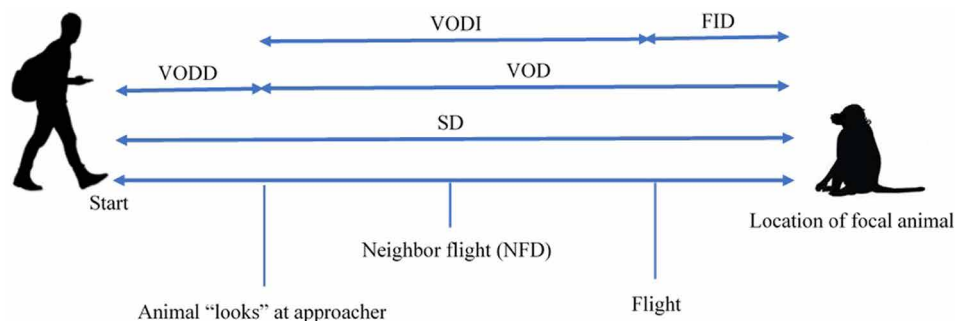 VODI
FID
VODD
VOD
SD
Start
Location of focal animal
Neighbor flight (NFD)
Animal “looks” at approacher
Flight